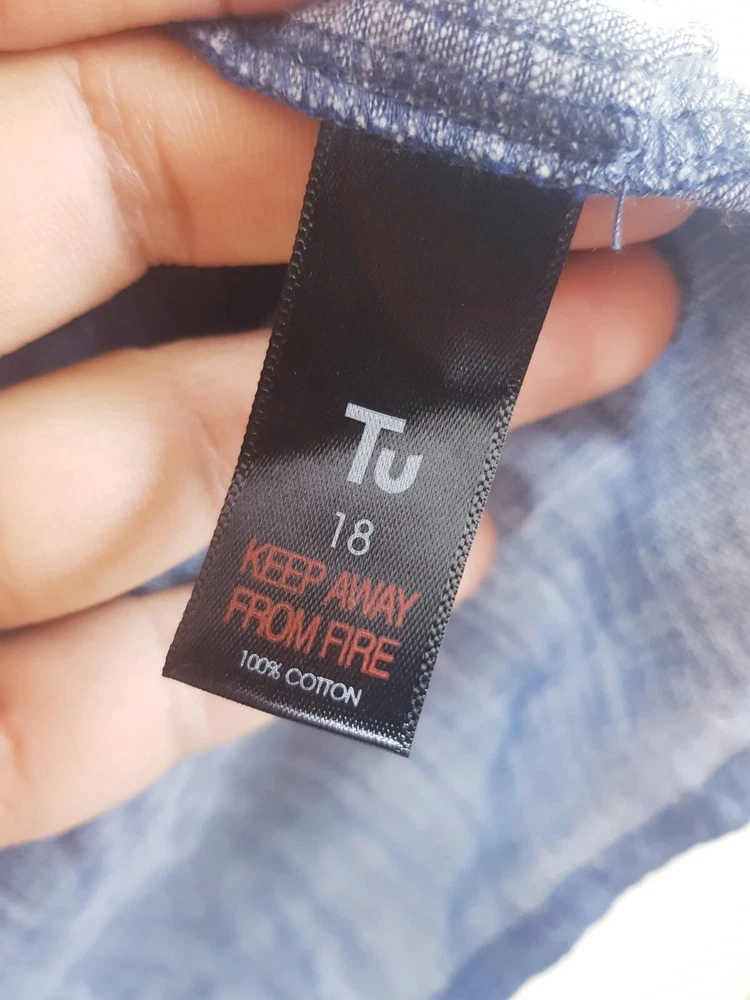 Tu
18
KEEP AWAY
FROM FIRE
100% COTTON